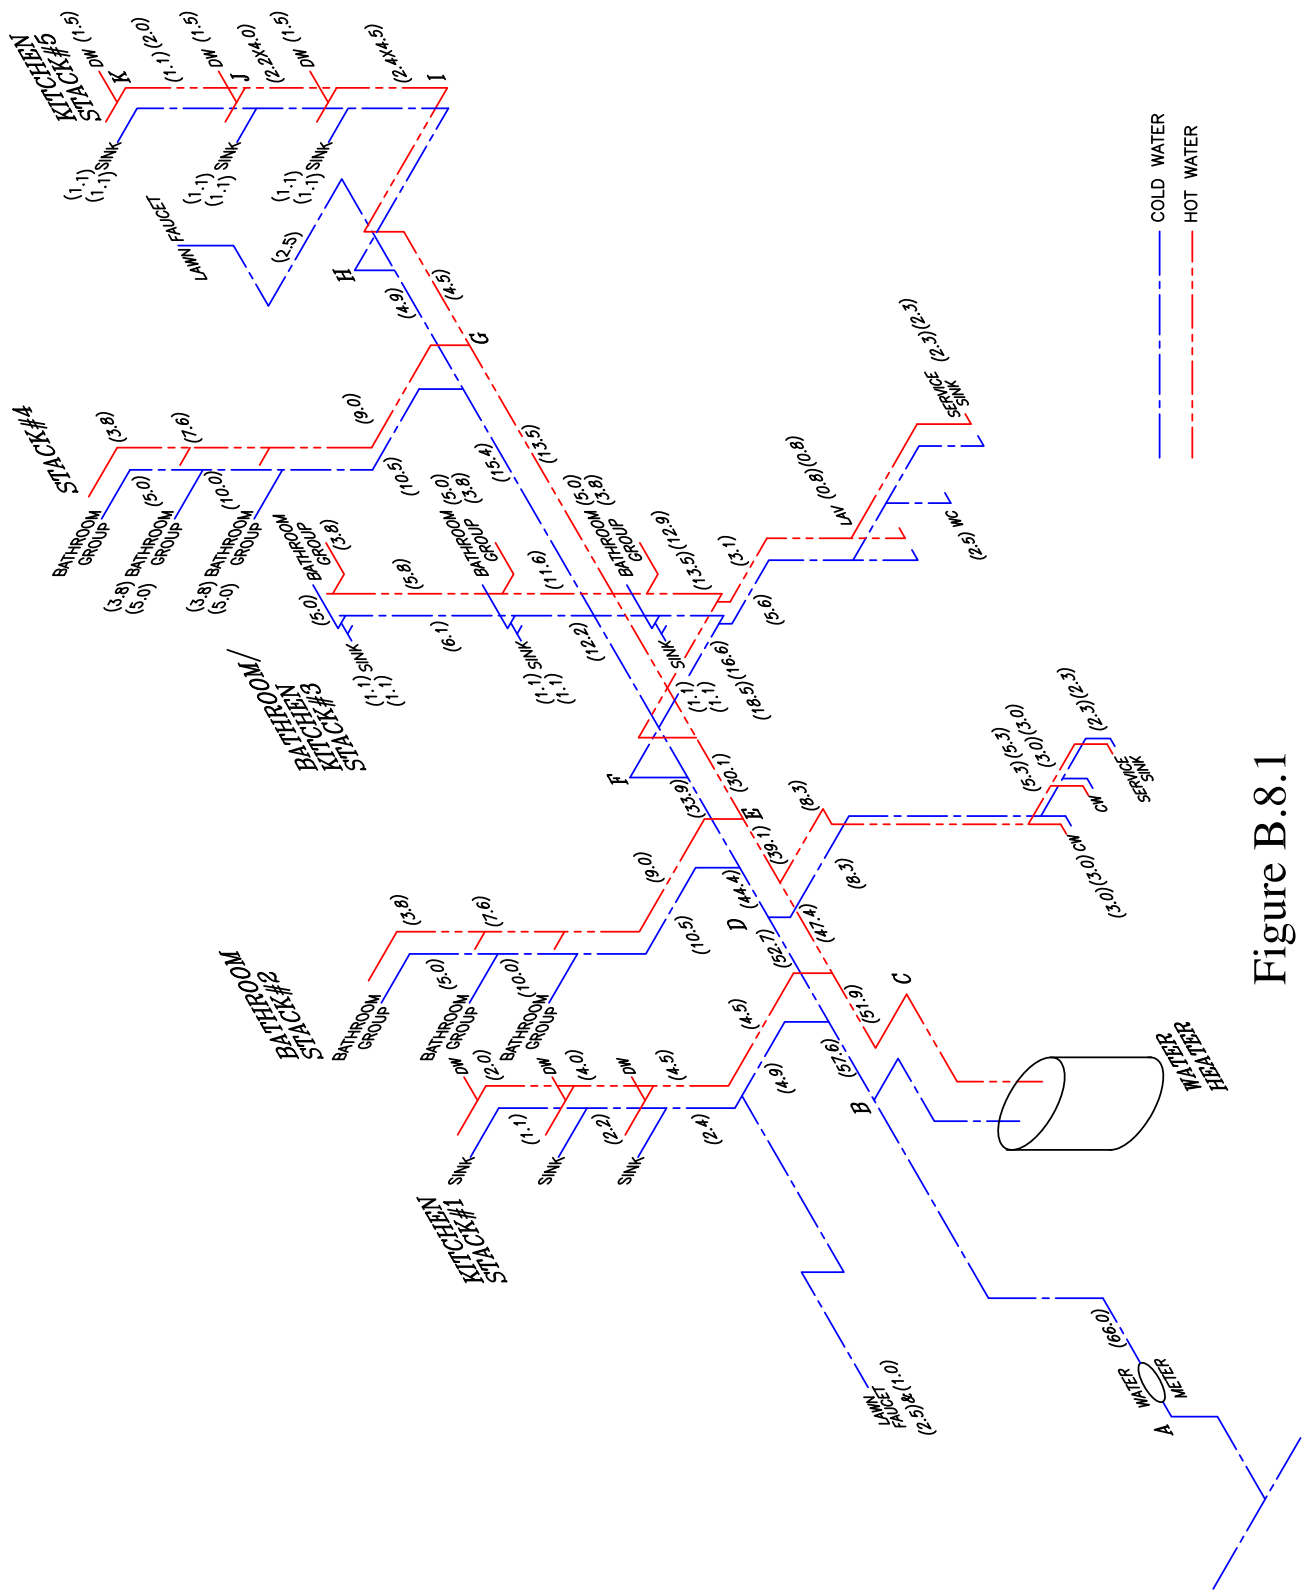 KITCHEN
STACK#5
DW (1.5)
K
(1.1)(2.0)
DW (1.5)
J
(2.2X4.0)
DW (1.5)
(2.4X4.5)
I
(1.1)
(1.1) SINK
(1.1)
(1.1) SINK
(1.1)
(1.1) SINK
LAWN FAUCET
(2.5)
H
(4.9)
(4.5)
G
STACK#4
(3.8)
(7.6)
(9.0)
BATHROOM
GROUP
(5.0)
(3.8) BATHROOM
(5.0) GROUP
(10.0)
(3.8) BATHROOM
(5.0) GROUP
(10.5)
(15.4)
(13.5)
BATHROOM/
KITCHEN
STACK#3
BATHROOM
GROUP
(3.8)
(5.0)
(5.8)
(1.1) SINK
(1.1)
(6.1)
BATHROOM (5.0)
GROUP (3.8)
(11.6)
(1.1) SINK
(1.1)
(12.2)
BATHROOM (5.0)
GROUP (3.8)
(13.5)(12.9)
SINK
(1.1)
(1.1)
(18.5)(16.6)
(3.1)
(5.6)
LAV (0.8)(0.8)
(2.5) WC
SERVICE (2.3)(2.3)
SINK
F
(33.9)
(30.1)
E
(39.1)
(8.3)
(8.3)
(5.3)(5.3)
(3.0)(3.0)
(2.3)(2.3)
SERVICE
SINK
CW
(3.0)(3.0) CW
BATHROOM
STACK#2
(3.8)
(7.6)
(9.0)
BATHROOM
GROUP
(5.0)
BATHROOM
GROUP
(10.0)
BATHROOM
GROUP
(10.5)
(44.4)
D
(52.7)
(47.4)
(51.9)
C
KITCHEN
STACK#1
DW
(2.0)
DW
(4.0)
DW
(4.5)
(4.5)
SINK
(1.1)
SINK
(2.2)
SINK
(2.4)
(4.9)
(57.6)
B
LAWN
FAUCET
(2.5)&(1.0)
WATER
HEATER
(66.0)
WATER
METER
A
COLD WATER
HOT WATER
Figure B.8.1